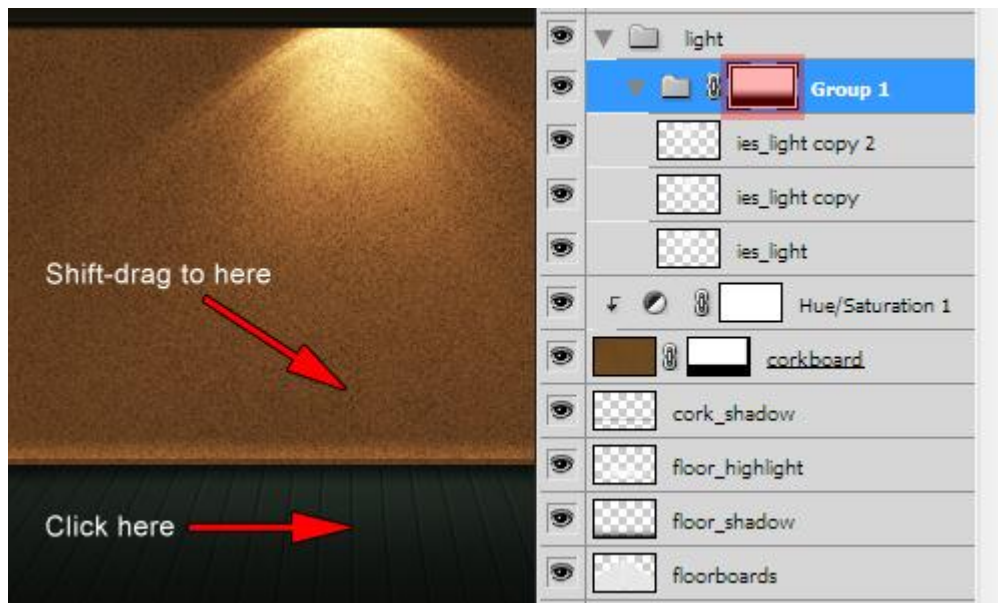 Shift-drag to here
Click here
light
Group 1
ies_light copy 2
ies_light copy
ies_light
Hue/Saturation 1
corkboard
cork_shadow
floor_highlight
floor_shadow
floorboards